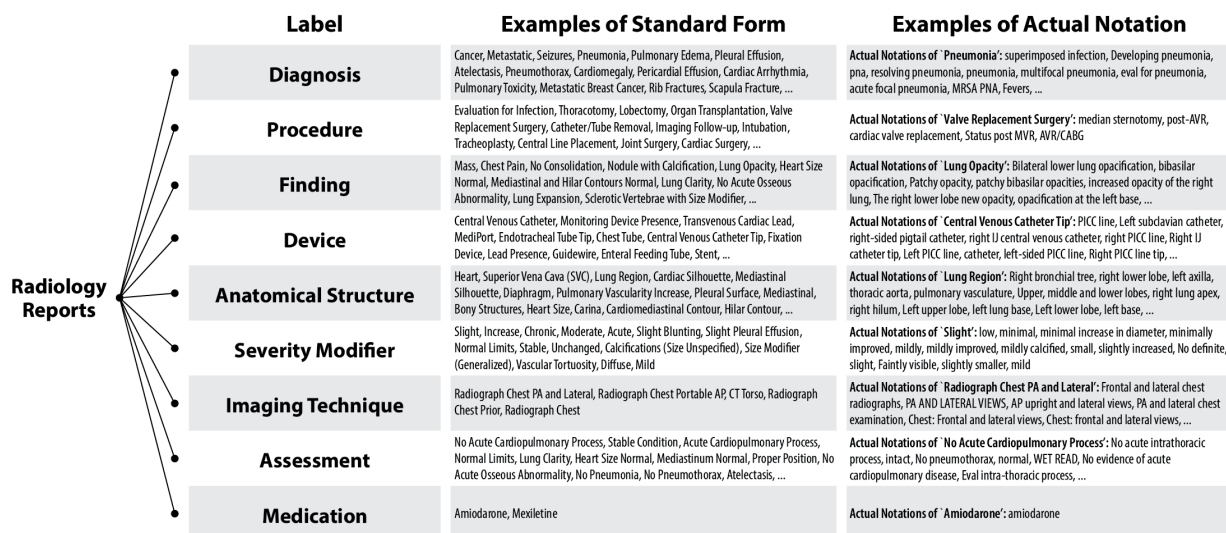 Label
Examples of Standard Form
Examples of Actual Notation
Radiology
Reports
Diagnosis
Cancer, Metastatic, Seizures, Pneumonia, Pulmonary Edema, Pleural Effusion,
Atelectasis, Pneumothorax, Cardiomegaly, Pericardial Effusion, Cardiac Arrhythmia,
Pulmonary Toxicity, Metastatic Breast Cancer, Rib Fractures, Scapula Fracture, ...
Actual Notations of `Pneumonia': superimposed infection, Developing pneumonia,
pna, resolving pneumonia, pneumonia, multifocal pneumonia, eval for pneumonia,
acute focal pneumonia, MRSA PNA, Fevers, ...
Procedure
Evaluation for Infection, Thoracotomy, Lobectomy, Organ Transplantation, Valve
Replacement Surgery, Catheter/Tube Removal, Imaging Follow-up, Intubation,
Tracheoplasty, Central Line Placement, Joint Surgery, Cardiac Surgery, ...
Actual Notations of `Valve Replacement Surgery': median sternotomy, post-AVR,
cardiac valve replacement, Status post MVR, AVR/CABG
Finding
Mass, Chest Pain, No Consolidation, Nodule with Calcification, Lung Opacity, Heart Size
Normal, Mediastinal and Hilar Contours Normal, Lung Clarity, No Acute Osseous
Abnormality, Lung Expansion, Sclerotic Vertebrae with Size Modifier, ...
Actual Notations of `Lung Opacity': Bilateral lower lung opacification, bibasilar
opacification, Patchy opacity, patchy bibasilar opacities, increased opacity of the right
lung, The right lower lobe new opacity, opacification at the left base, ...
Device
Central Venous Catheter, Monitoring Device Presence, Transvenous Cardiac Lead,
MediPort, Endotracheal Tube Tip, Chest Tube, Central Venous Catheter Tip, Fixation
Device, Lead Presence, Guidewire, Enteral Feeding Tube, Stent, ...
Actual Notations of `Central Venous Catheter Tip': PICC line, Left subclavian catheter,
right-sided pigtail catheter, right IJ central venous catheter, right PICC line, Right IJ
catheter tip, Left PICC line, catheter, left-sided PICC line, Right PICC line tip, ...
Anatomical Structure
Heart, Superior Vena Cava (SVC), Lung Region, Cardiac Silhouette, Mediastinal
Silhouette, Diaphragm, Pulmonary Vascularity Increase, Pleural Surface, Mediastinal,
Bony Structures, Heart Size, Carina, Cardiomediastinal Contour, Hilar Contour, ...
Actual Notations of `Lung Region': Right bronchial tree, right lower lobe, left axilla,
thoracic aorta, pulmonary vasculature, Upper, middle and lower lobes, right lung apex,
right hilum, Left upper lobe, left lung base, Left lower lobe, left base, ...
Severity Modifier
Slight, Increase, Chronic, Moderate, Acute, Slight Blunting, Slight Pleural Effusion,
Normal Limits, Stable, Unchanged, Calcifications (Size Unspecified), Size Modifier
(Generalized), Vascular Tortuosity, Diffuse, Mild
Actual Notations of `Slight': low, minimal, minimal increase in diameter, minimally
improved, mildly, mildly improved, mildly calcified, small, slightly increased, No definite,
slight, Faintly visible, slightly smaller, mild
Imaging Technique
Radiograph Chest PA and Lateral, Radiograph Chest Portable AP, CT Torso, Radiograph
Chest Prior, Radiograph Chest
Actual Notations of `Radiograph Chest PA and Lateral': Frontal and lateral chest
radiographs, PA AND LATERAL VIEWS, AP upright and lateral views, PA and lateral chest
examination, Chest: Frontal and lateral views, Chest: frontal and lateral views, ...
Assessment
No Acute Cardiopulmonary Process, Stable Condition, Acute Cardiopulmonary Process,
Normal Limits, Lung Clarity, Heart Size Normal, Mediastinum Normal, Proper Position, No
Acute Osseous Abnormality, No Pneumonia, No Pneumothorax, Atelectasis, ...
Actual Notations of `No Acute Cardiopulmonary Process': No acute intrathoracic
process, intact, No pneumothorax, normal, WET READ, No evidence of acute
cardiopulmonary disease, Eval intra-thoracic process, ...
Medication
Amiodarone, Mexiletine
Actual Notations of `Amiodarone': amiodarone